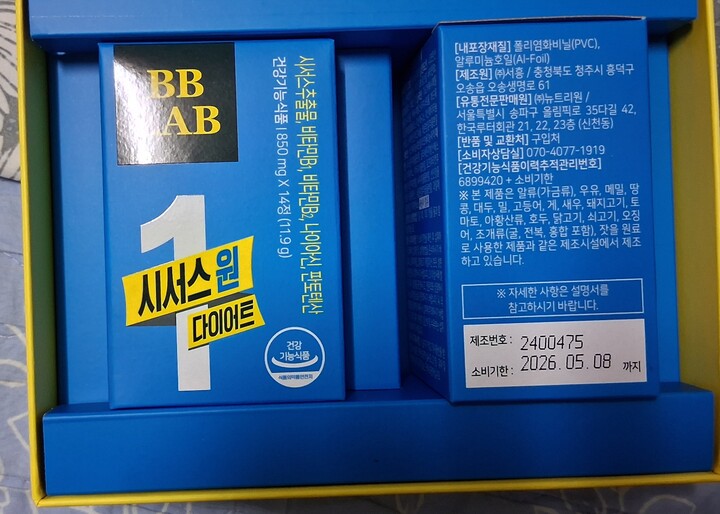 BB
LAB
시서스추출물, 비타민B1, 비타민B2, 나이아신, 판토텐산
건강기능식품 | 850 mg X 14정 (11.9 g)
1
시서스 원
다이어트
건강
기능식품
식품의약품안전처
[내포장재질] 폴리염화비닐(PVC),
알루미늄호일(Al-Foil)
[제조원] ㈜서흥 / 충청북도 청주시 흥덕구
오송읍 오송생명로 61
[유통전문판매원] ㈜뉴트리원 /
서울특별시 송파구 올림픽로 35다길 42,
한국루터회관 21, 22, 23층 (신천동)
[반품 및 교환처] 구입처
[소비자상담실] 070-4077-1919
[건강기능식품이력추적관리번호]
6899420 + 소비기한
※ 본 제품은 알류(가금류), 우유, 메밀, 땅
콩, 대두, 밀, 고등어, 게, 새우, 돼지고기, 토
마토, 아황산류, 호두, 닭고기, 쇠고기, 오징
어, 조개류(굴, 전복, 홍합 포함), 잣을 원료
로 사용한 제품과 같은 제조시설에서 제조
하고 있습니다.
※ 자세한 사항은 설명서를
참고하시기 바랍니다.
제조번호 : 2400475
소비기한 : 2026. 05. 08 까지